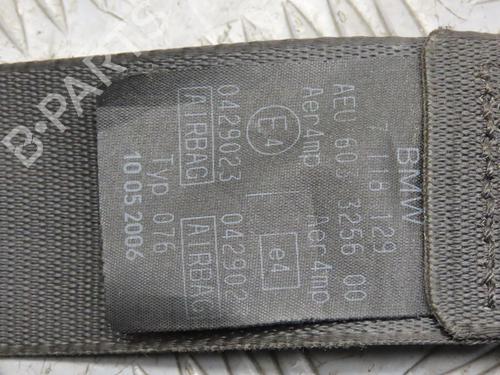 BMW
7 118 129
AEU 603 3256 00
Aer4mp Aer4mp
E4 e4
0429023 042902
AIRBAG AIRBAG
Typ 076
10 05 2006
B-PARTS